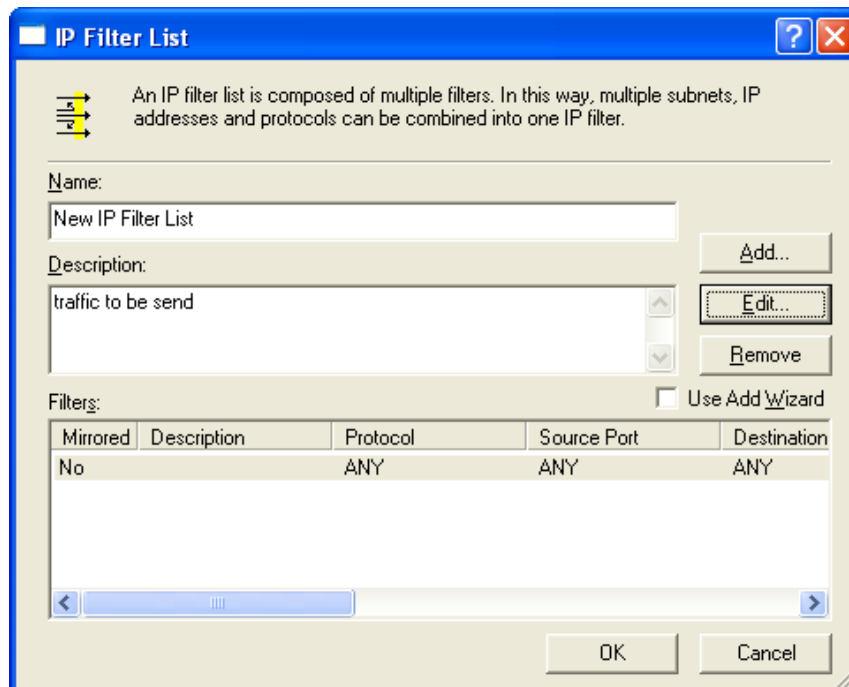 IP Filter List
An IP filter list is composed of multiple filters. In this way, multiple subnets, IP
addresses and protocols can be combined into one IP filter.
Name:
New IP Filter List
Add...
Description:
traffic to be send
Edit...
Remove
Filters:
Use Add Wizard
Mirrored Description Protocol Source Port Destination
No ANY ANY ANY
OK Cancel